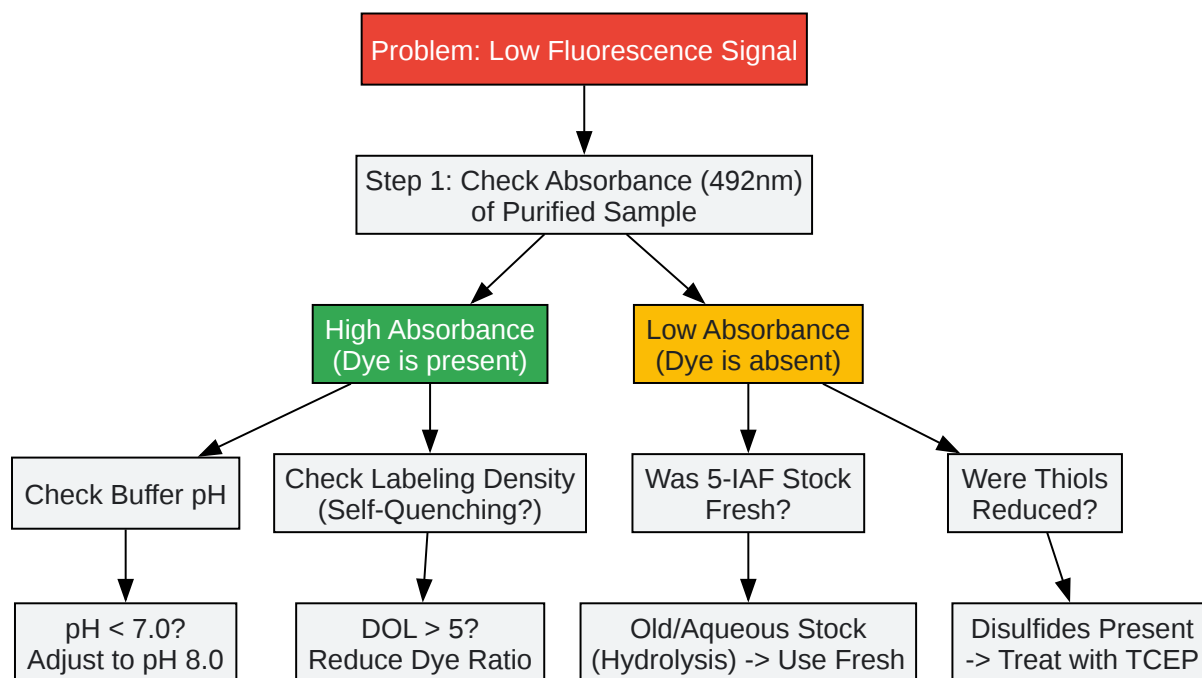 Problem: Low Fluorescence Signal
Step 1: Check Absorbance (492nm)
of Purified Sample
High Absorbance
(Dye is present)
Low Absorbance
(Dye is absent)
Check Buffer pH
Check Labeling Density
(Self-Quenching?)
Was 5-IAF Stock
Fresh?
Were Thiols
Reduced?
pH < 7.0?
Adjust to pH 8.0
DOL > 5?
Reduce Dye Ratio
Old/Aqueous Stock
(Hydrolysis) -> Use Fresh
Disulfides Present
-> Treat with TCEP